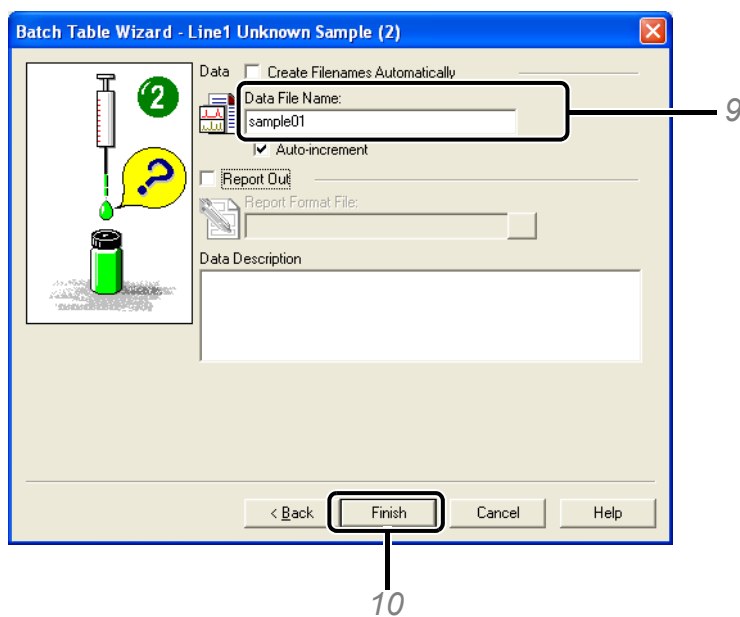 Batch Table Wizard - Line1 Unknown Sample (2)
2
?
Data Create Filenames Automatically
Data File Name:
9
sample01
Auto-increment
Report Out
Report Format File:
Data Description
< Back Finish Cancel Help
10